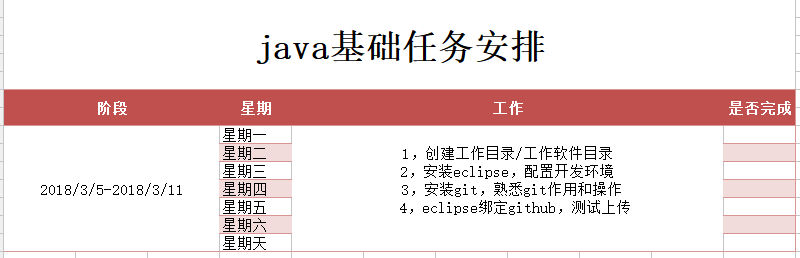 java基础任务安排
阶段 星期 工作 是否完成
星期一
星期二
星期三
星期四
星期五
星期六
星期天
2018/3/5-2018/3/11
1，创建工作目录/工作软件目录
2，安装eclipse，配置开发环境
3，安装git，熟悉git作用和操作
4，eclipse绑定github，测试上传